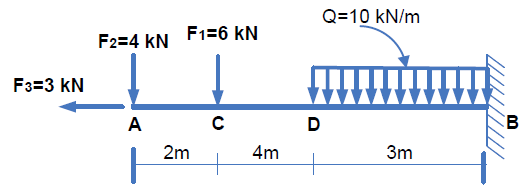 Q=10 kN/m
F2=4 kN
F1=6 kN
F3=3 kN
A
C
D
B
2m
4m
3m